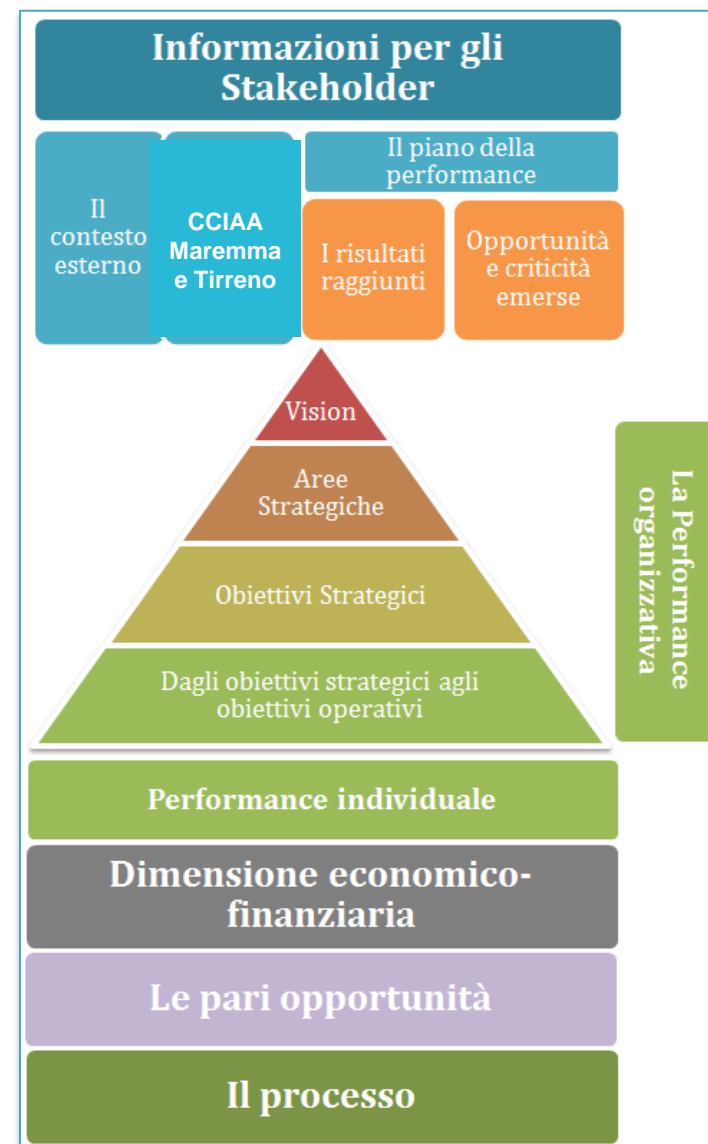 Informazioni per gli
Stakeholder
Il
contesto
esterno
CCIAA
Maremma
e Tirreno
Il piano della
performance
I risultati
raggiunti
Opportunità
e criticità
emerse
Vision
Aree
Strategiche
Obiettivi Strategici
Dagli obiettivi strategici agli
obiettivi operativi
La Performance
organizzativa
Performance individuale
Dimensione economico-
finanziaria
Le pari opportunità
Il processo